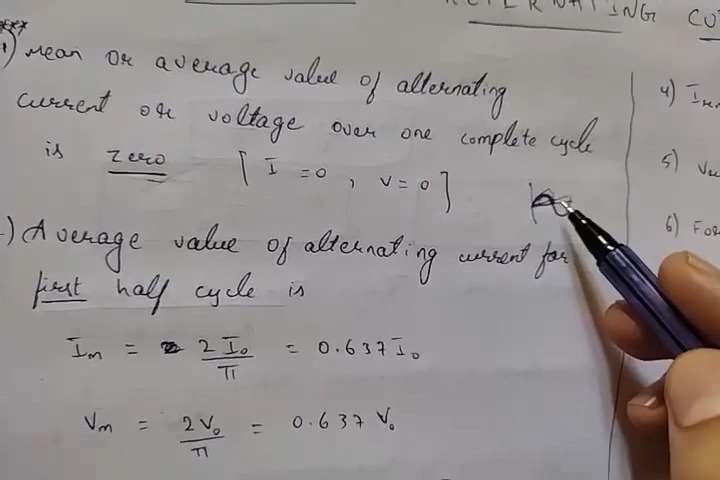 ALTERNATING
1) Mean or average value of alternating
current or voltage over one complete cycle
is zero [ I = 0 , V = 0 ]
) Average value of alternating current for
first half cycle is
Im = 2I₀/π = 0.637 I₀
Vm = 2V₀/π = 0.637 V₀
4)
5)
6)